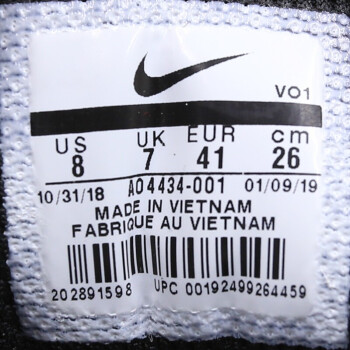 VO1
US UK EUR cm
8 7 41 26
10/31/18 AO4434-001 01/09/19
MADE IN VIETNAM
FABRIQUE AU VIETNAM
202891598 UPC 00192499264459